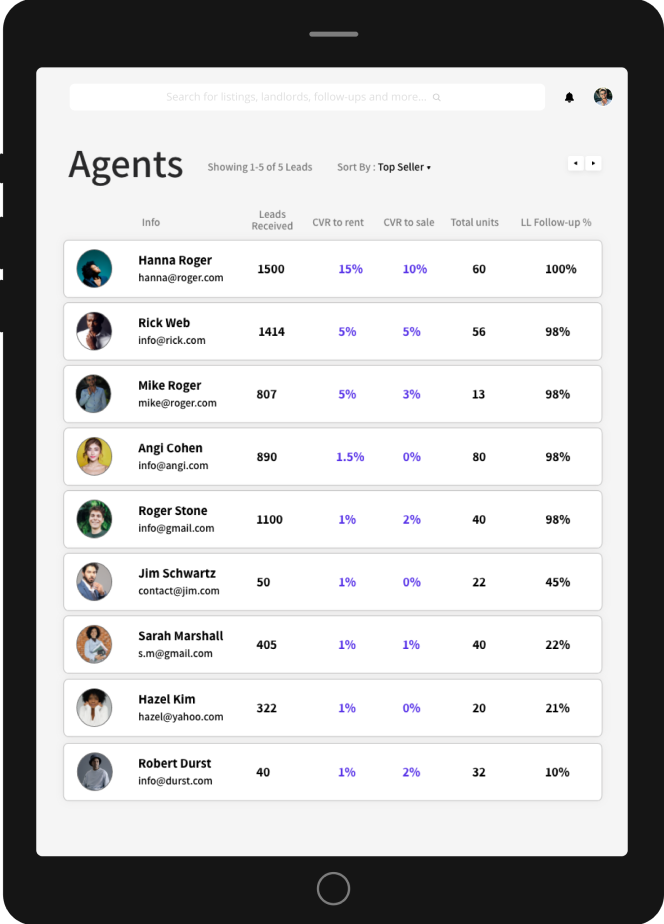 Search for listings, landlords, follow-ups and more...
Agents
Showing 1-5 of 5 Leads
Sort By : Top Seller
Info
Leads Received
CVR to rent
CVR to sale
Total units
LL Follow-up %
Hanna Roger
hanna@roger.com
1500
15%
10%
60
100%
Rick Web
info@rick.com
1414
5%
5%
56
98%
Mike Roger
mike@roger.com
807
5%
3%
13
98%
Angi Cohen
info@angi.com
890
1.5%
0%
80
98%
Roger Stone
info@gmail.com
1100
1%
2%
40
98%
Jim Schwartz
contact@jim.com
50
1%
0%
22
45%
Sarah Marshall
s.m@gmail.com
405
1%
1%
40
22%
Hazel Kim
hazel@yahoo.com
322
1%
0%
20
21%
Robert Durst
info@durst.com
40
1%
2%
32
10%